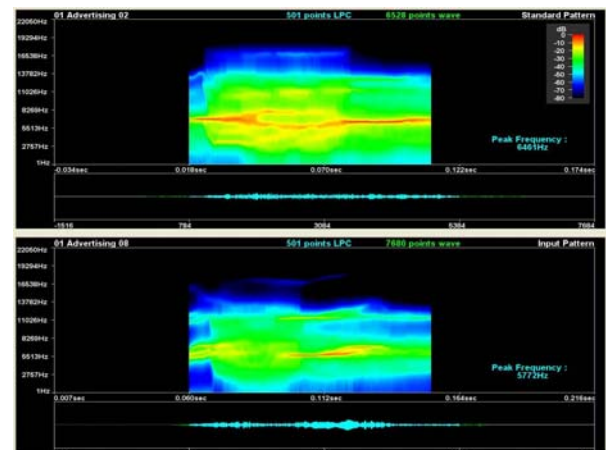 01 Advertising 02 501 points LPC 6528 points wave Standard Pattern
22050Hz
19294Hz
16538Hz
13782Hz
11026Hz
8269Hz
5513Hz
2757Hz
1Hz
dB
0
-10
-20
-30
-40
-50
-60
-70
-80
Peak Frequency :
6461Hz
-0.034sec 0.018sec 0.070sec 0.122sec 0.174sec
-1516 784 3084 5384 7684
01 Advertising 08 501 points LPC 7680 points wave Input Pattern
22050Hz
19294Hz
16538Hz
13782Hz
11026Hz
8269Hz
5513Hz
2757Hz
1Hz
Peak Frequency :
5772Hz
0.007sec 0.060sec 0.112sec 0.164sec 0.216sec